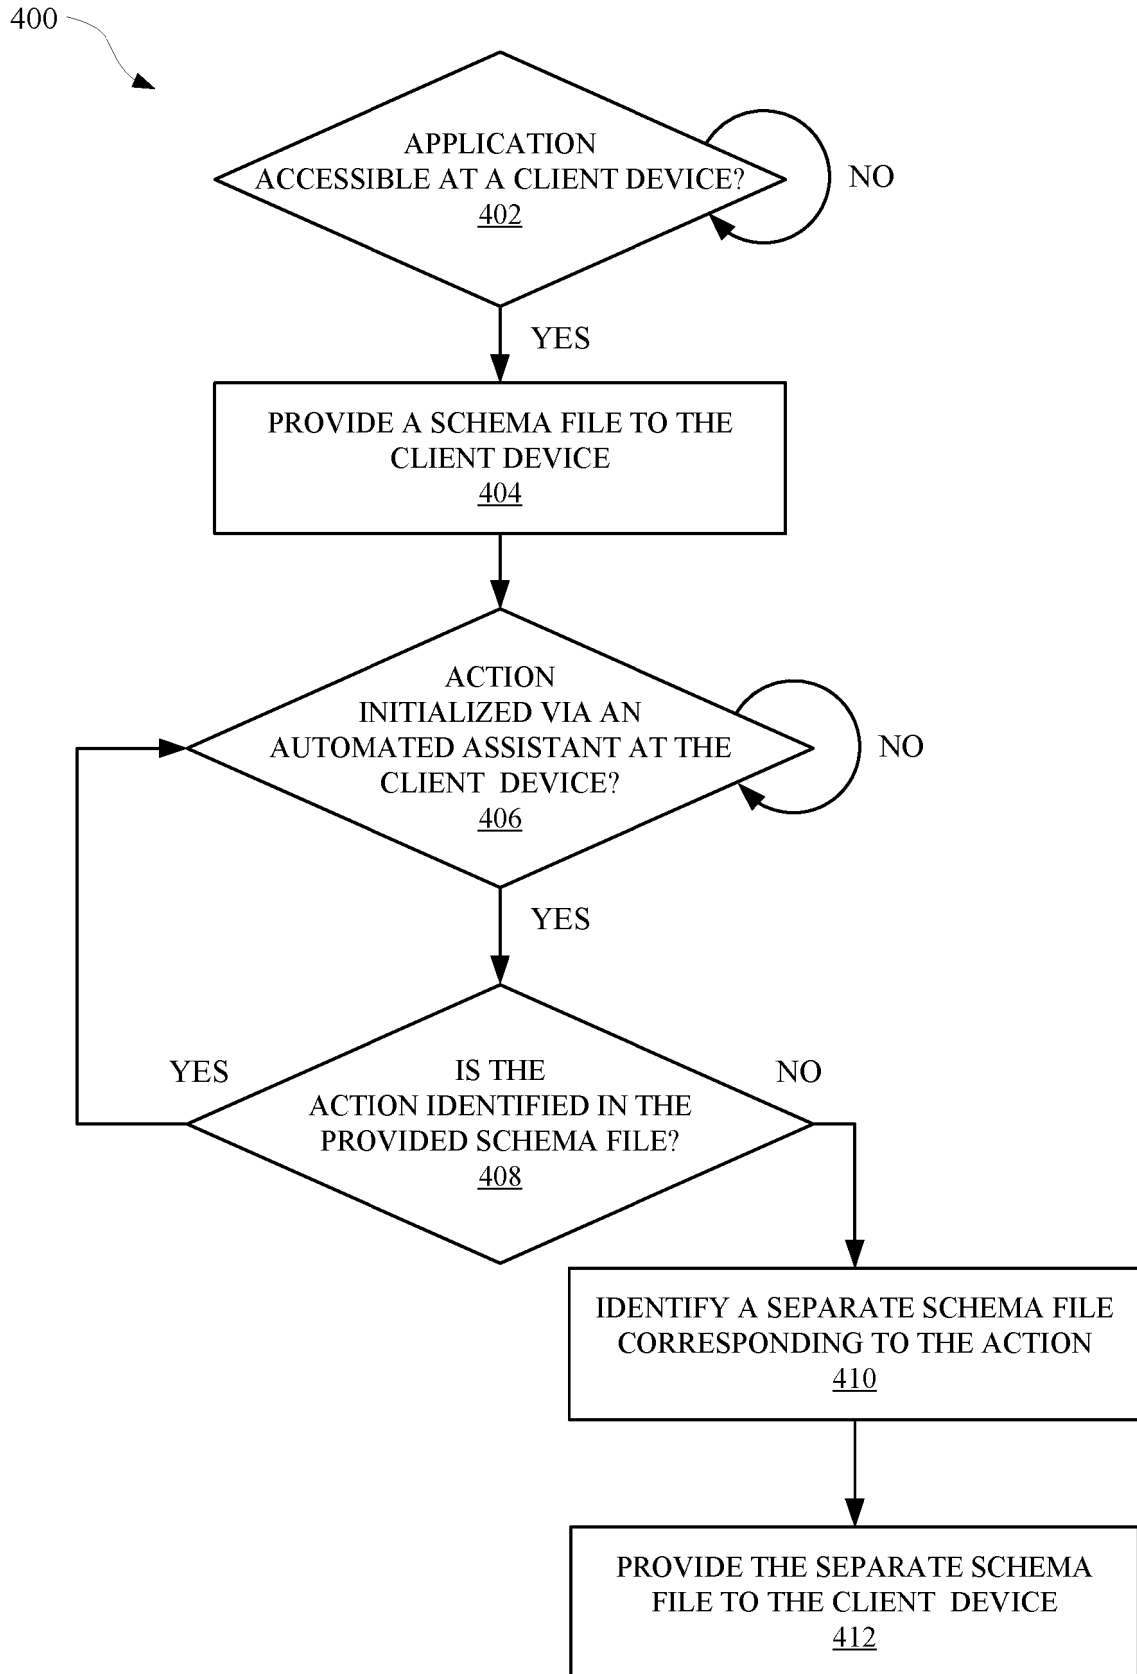 400
APPLICATION
ACCESSIBLE AT A CLIENT DEVICE?
402
NO
YES
PROVIDE A SCHEMA FILE TO THE
CLIENT DEVICE
404
ACTION
INITIALIZED VIA AN
AUTOMATED ASSISTANT AT THE
CLIENT DEVICE?
406
NO
YES
YES
IS THE
ACTION IDENTIFIED IN THE
PROVIDED SCHEMA FILE?
408
NO
IDENTIFY A SEPARATE SCHEMA FILE
CORRESPONDING TO THE ACTION
410
PROVIDE THE SEPARATE SCHEMA
FILE TO THE CLIENT DEVICE
412